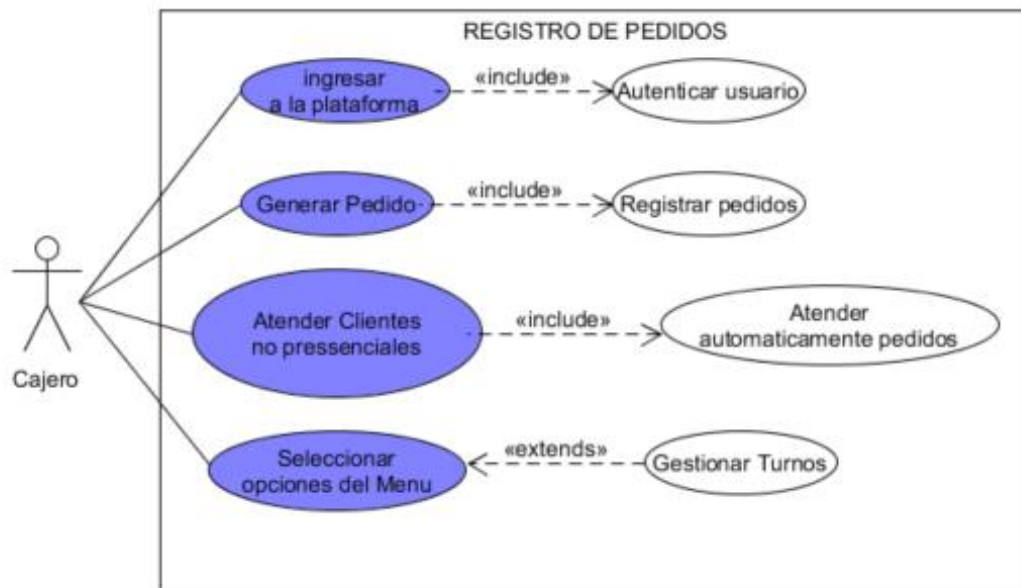 REGISTRO DE PEDIDOS
ingresar
a la plataforma
«include»
Autenticar usuario
Generar Pedido
«include»
Registrar pedidos
Atender Clientes
no pressenciales
«include»
Atender
automaticamente pedidos
Cajero
Seleccionar
opciones del Menu
«extends»
Gestionar Turnos